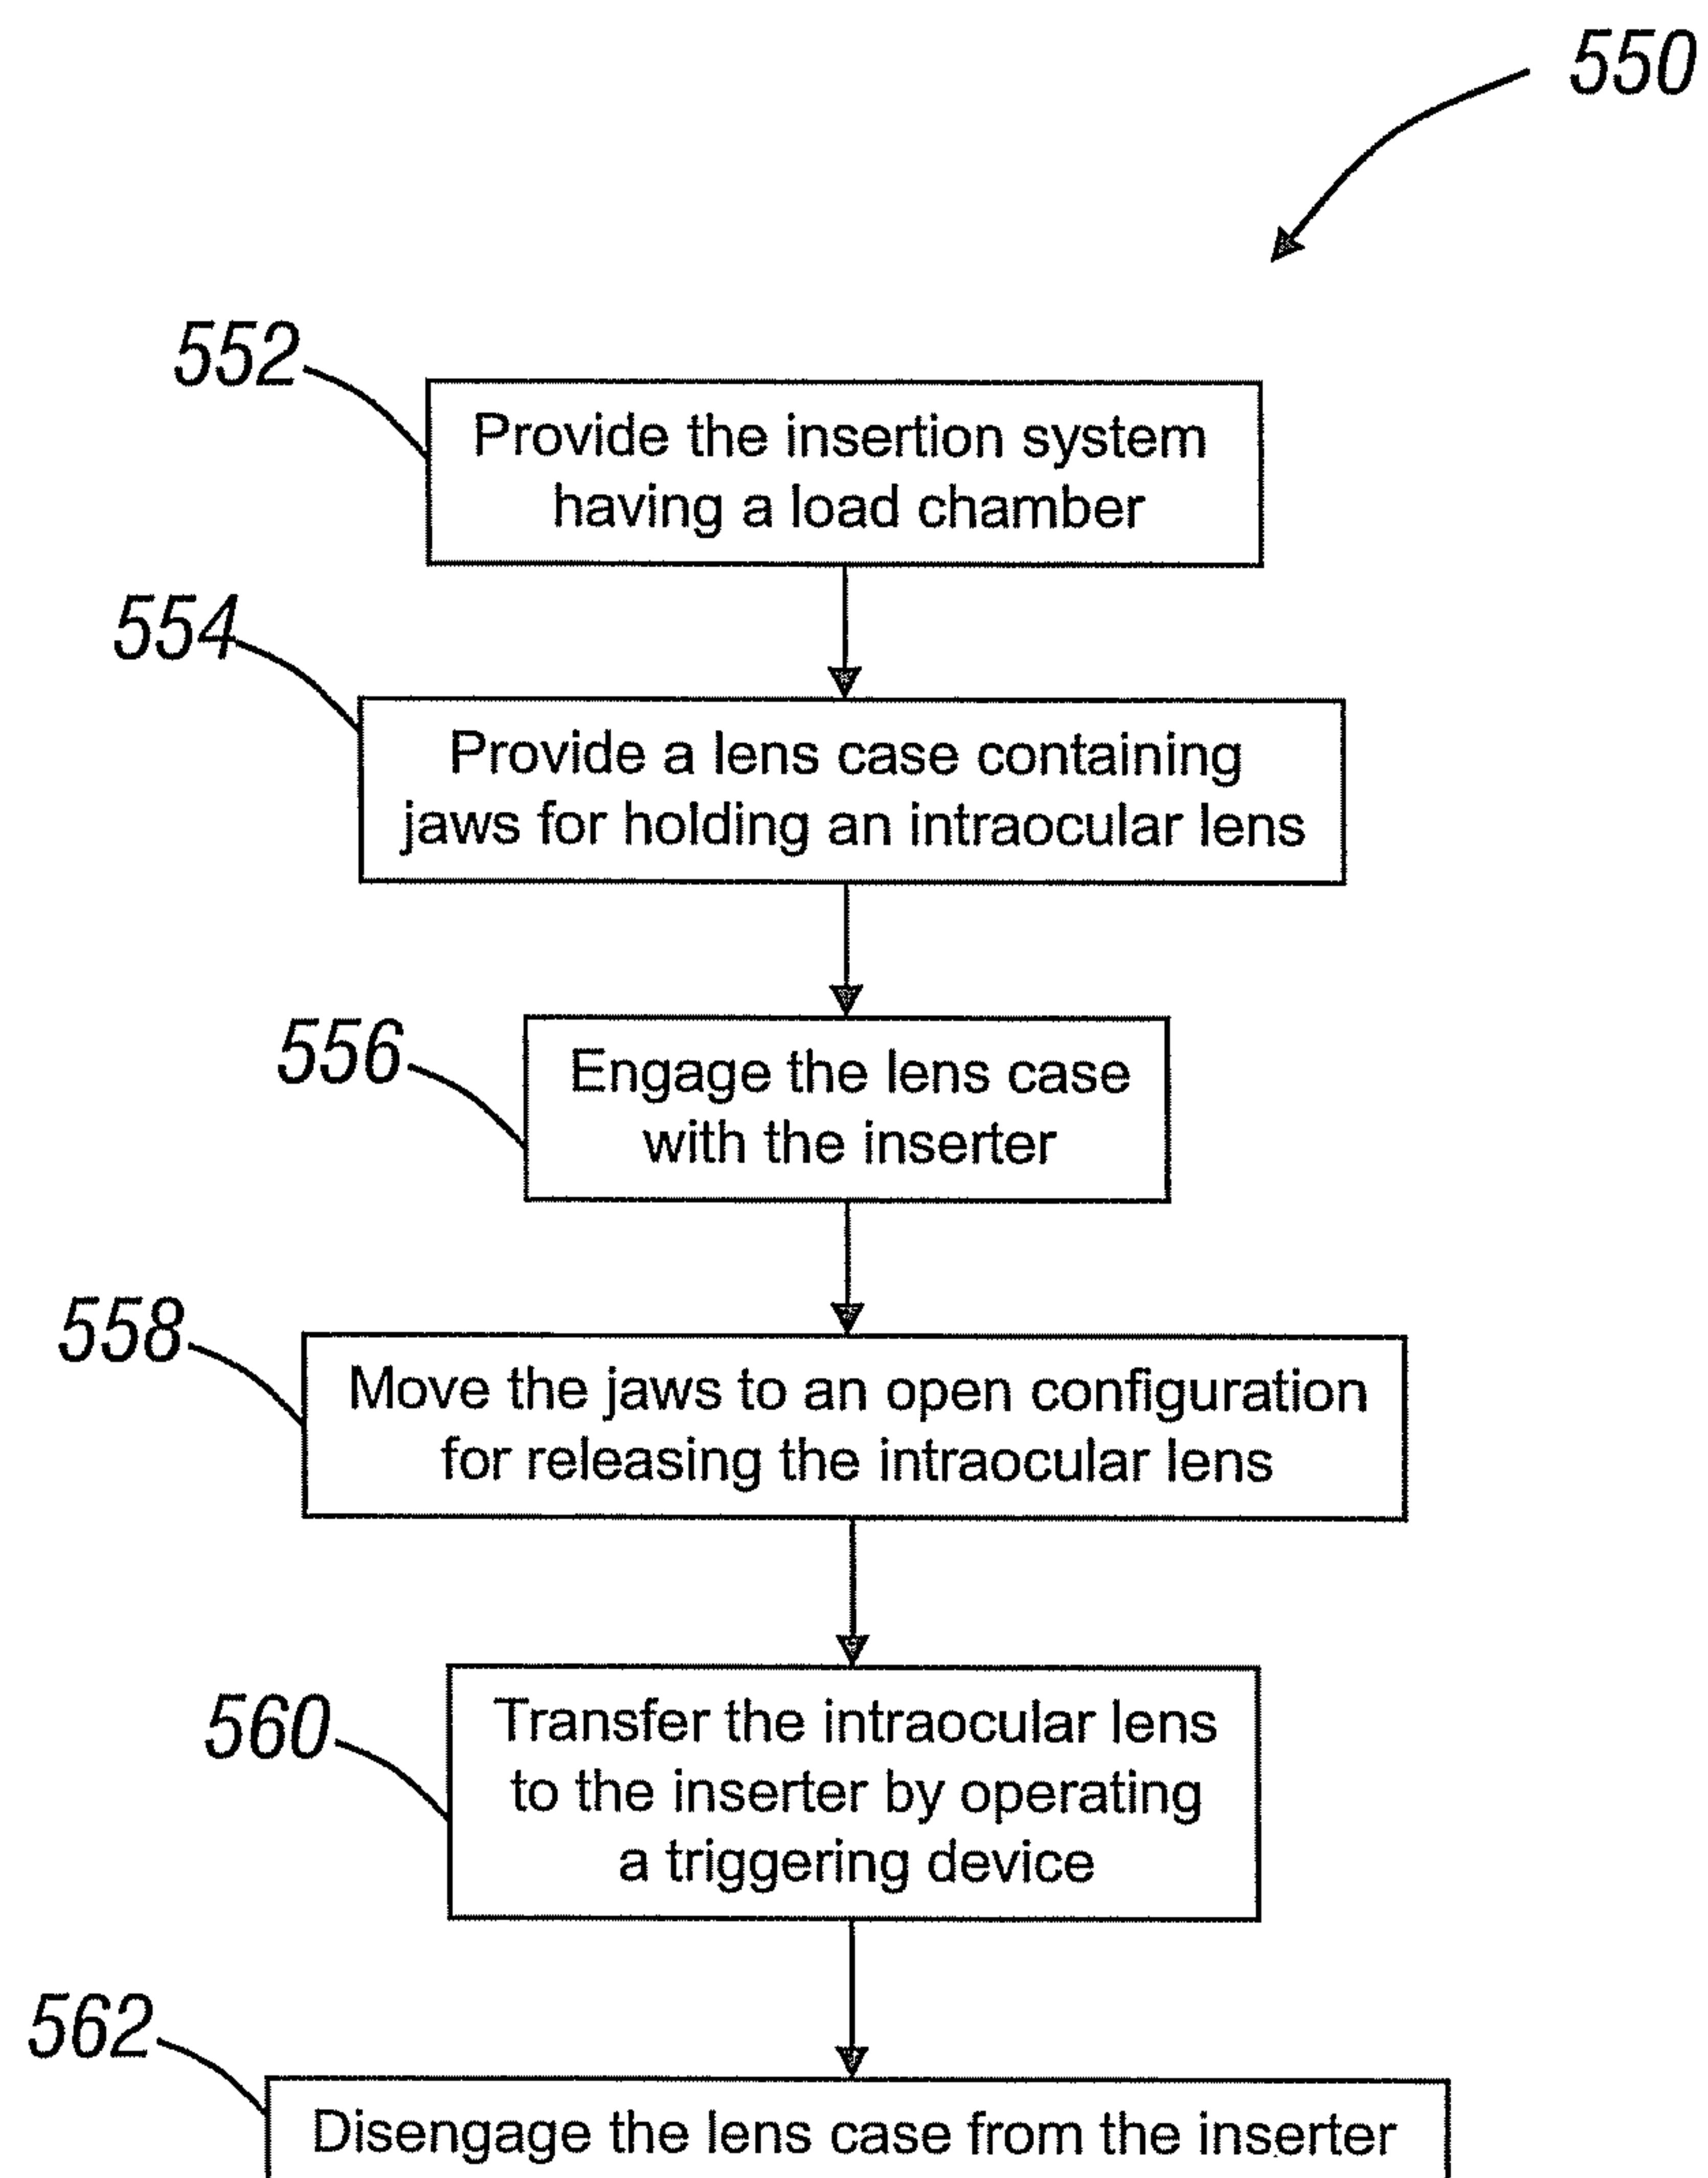 550
552
Provide the insertion system
having a load chamber
554
Provide a lens case containing
jaws for holding an intraocular lens
556
Engage the lens case
with the inserter
558
Move the jaws to an open configuration
for releasing the intraocular lens
560
Transfer the intraocular lens
to the inserter by operating
a triggering device
562
Disengage the lens case from the inserter